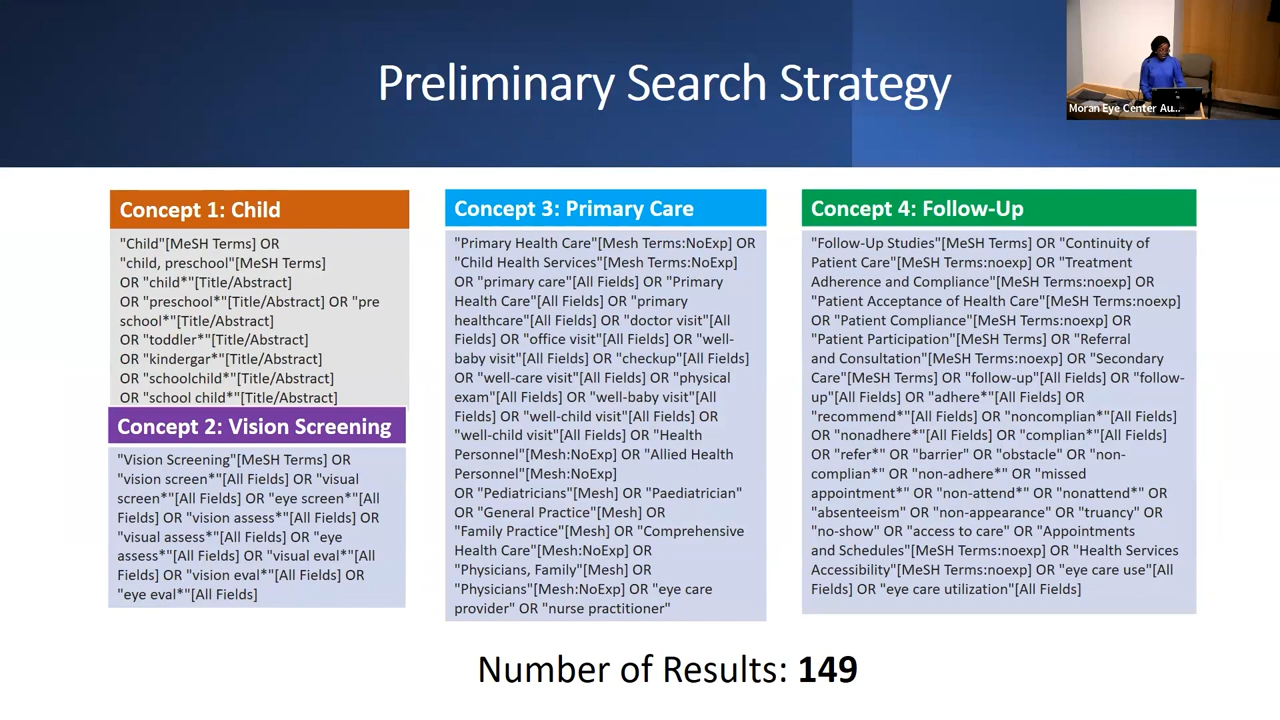 Preliminary Search Strategy
Moran Eye Center Au...
Concept 1: Child
"Child"[MeSH Terms] OR
"child, preschool"[MeSH Terms]
OR "child*"[Title/Abstract]
OR "preschool*"[Title/Abstract] OR "pre
school*"[Title/Abstract]
OR "toddler*"[Title/Abstract]
OR "kindergar*"[Title/Abstract]
OR "schoolchild*"[Title/Abstract]
OR "school child*"[Title/Abstract]
Concept 2: Vision Screening
"Vision Screening"[MeSH Terms] OR
"vision screen*"[All Fields] OR "visual
screen*"[All Fields] OR "eye screen*"[All
Fields] OR "vision assess*"[All Fields] OR
"visual assess*"[All Fields] OR "eye
assess*"[All Fields] OR "visual eval*"[All
Fields] OR "vision eval*"[All Fields] OR
"eye eval*"[All Fields]
Concept 3: Primary Care
"Primary Health Care"[Mesh Terms:NoExp] OR
"Child Health Services"[Mesh Terms:NoExp]
OR "primary care"[All Fields] OR "Primary
Health Care"[All Fields] OR "primary
healthcare"[All Fields] OR "doctor visit"[All
Fields] OR "office visit"[All Fields] OR "well-
baby visit"[All Fields] OR "checkup"[All Fields]
OR "well-care visit"[All Fields] OR "physical
exam"[All Fields] OR "well-baby visit"[All
Fields] OR "well-child visit"[All Fields] OR
"well-child visit"[All Fields] OR "Health
Personnel"[Mesh:NoExp] OR "Allied Health
Personnel"[Mesh:NoExp]
OR "Pediatricians"[Mesh] OR "Paediatrician"
OR "General Practice"[Mesh] OR
"Family Practice"[Mesh] OR "Comprehensive
Health Care"[Mesh:NoExp] OR
"Physicians, Family"[Mesh] OR
"Physicians"[Mesh:NoExp] OR "eye care
provider" OR "nurse practitioner"
Concept 4: Follow-Up
"Follow-Up Studies"[MeSH Terms] OR "Continuity of
Patient Care"[MeSH Terms:noexp] OR "Treatment
Adherence and Compliance"[MeSH Terms:noexp] OR
"Patient Acceptance of Health Care"[MeSH Terms:noexp]
OR "Patient Compliance"[MeSH Terms:noexp] OR
"Patient Participation"[MeSH Terms] OR "Referral
and Consultation"[MeSH Terms:noexp] OR "Secondary
Care"[MeSH Terms] OR "follow-up"[All Fields] OR "follow-
up"[All Fields] OR "adhere*"[All Fields] OR
"recommend*"[All Fields] OR "noncomplian*"[All Fields]
OR "nonadhere*"[All Fields] OR "complian*"[All Fields]
OR "refer*" OR "barrier" OR "obstacle" OR "non-
complian*" OR "non-adhere*" OR "missed
appointment*" OR "non-attend*" OR "nonattend*" OR
"absenteeism" OR "non-appearance" OR "truancy" OR
"no-show" OR "access to care" OR "Appointments
and Schedules"[MeSH Terms:noexp] OR "Health Services
Accessibility"[MeSH Terms:noexp] OR "eye care use"[All
Fields] OR "eye care utilization"[All Fields]
Number of Results: 149